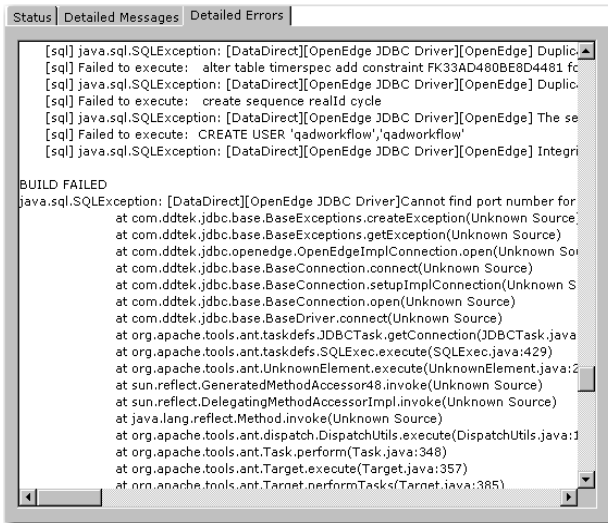 Status Detailed Messages Detailed Errors
[sql] java.sql.SQLException: [DataDirect][OpenEdge JDBC Driver][OpenEdge] Duplic
[sql] Failed to execute: alter table timerspec add constraint FK33AD480BE8D4481 fo
[sql] java.sql.SQLException: [DataDirect][OpenEdge JDBC Driver][OpenEdge] Duplic
[sql] Failed to execute: create sequence realId cycle
[sql] java.sql.SQLException: [DataDirect][OpenEdge JDBC Driver][OpenEdge] The se
[sql] Failed to execute: CREATE USER 'qadworkflow','qadworkflow'
[sql] java.sql.SQLException: [DataDirect][OpenEdge JDBC Driver][OpenEdge] Integri
BUILD FAILED
java.sql.SQLException: [DataDirect][OpenEdge JDBC Driver]Cannot find port number for
at com.ddtek.jdbc.base.BaseExceptions.createException(Unknown Source)
at com.ddtek.jdbc.base.BaseExceptions.getException(Unknown Source)
at com.ddtek.jdbc.openedge.OpenEdgeImplConnection.open(Unknown Sou
at com.ddtek.jdbc.base.BaseConnection.connect(Unknown Source)
at com.ddtek.jdbc.base.BaseConnection.setupImplConnection(Unknown S
at com.ddtek.jdbc.base.BaseConnection.open(Unknown Source)
at com.ddtek.jdbc.base.BaseDriver.connect(Unknown Source)
at org.apache.tools.ant.taskdefs.JDBCTask.getConnection(JDBCTask.java
at org.apache.tools.ant.taskdefs.SQLExec.execute(SQLExec.java:429)
at org.apache.tools.ant.UnknownElement.execute(UnknownElement.java:2
at sun.reflect.GeneratedMethodAccessor48.invoke(Unknown Source)
at sun.reflect.DelegatingMethodAccessorImpl.invoke(Unknown Source)
at java.lang.reflect.Method.invoke(Unknown Source)
at org.apache.tools.ant.dispatch.DispatchUtils.execute(DispatchUtils.java:1
at org.apache.tools.ant.Task.perform(Task.java:348)
at org.apache.tools.ant.Target.execute(Target.java:357)
at org.apache.tools.ant.Target.performTasks(Target.java:385)